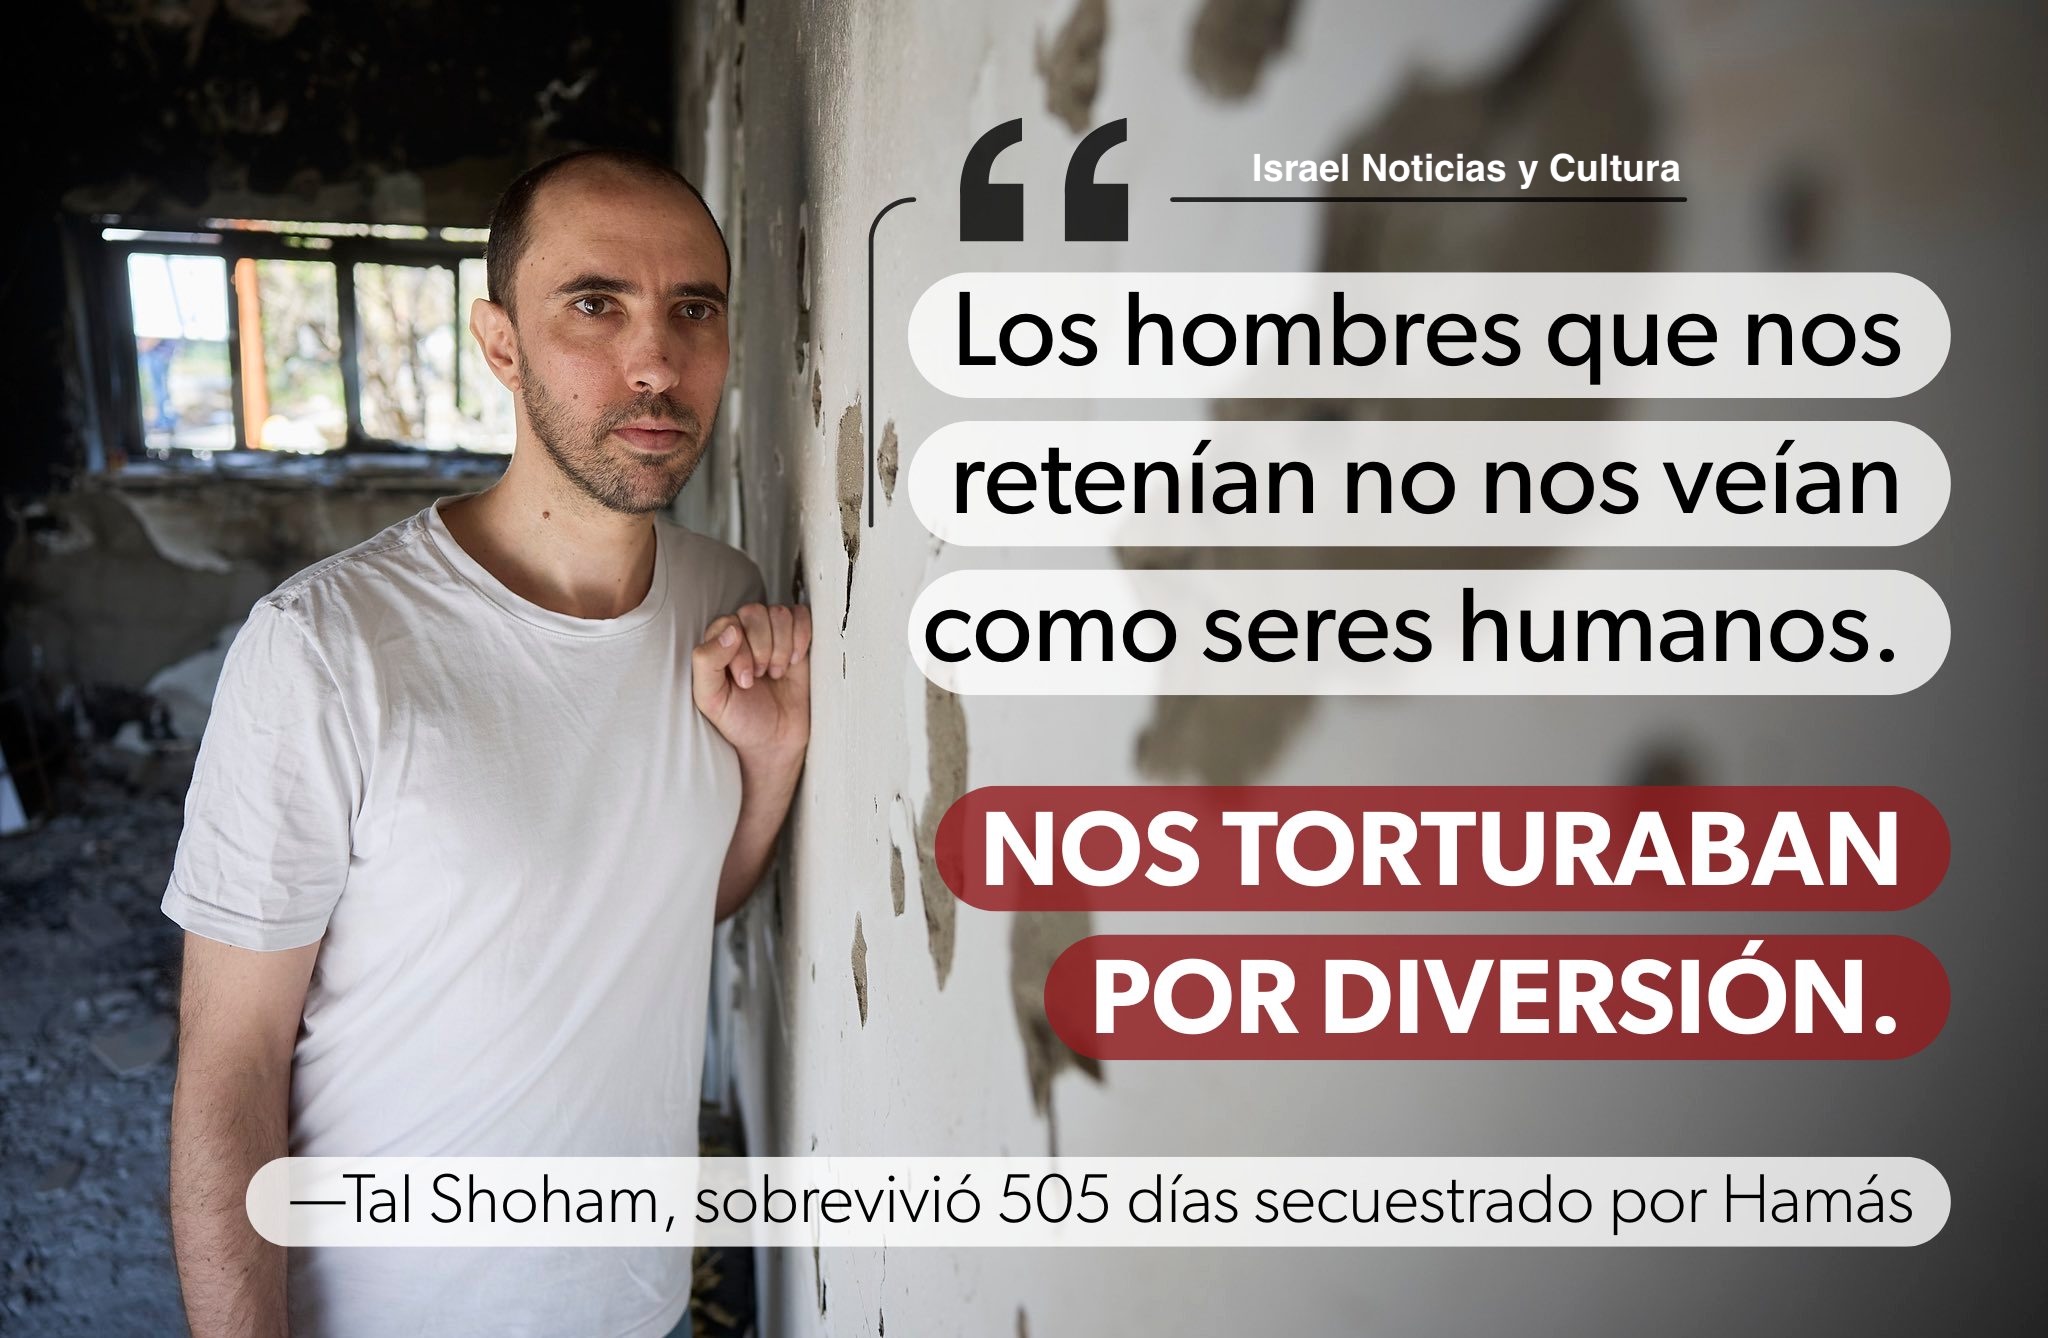 Israel Noticias y Cultura
“
Los hombres que nos
retenían no nos veían
como seres humanos.
NOS TORTURABAN
POR DIVERSIÓN.
—Tal Shoham, sobrevivió 505 días secuestrado por Hamás